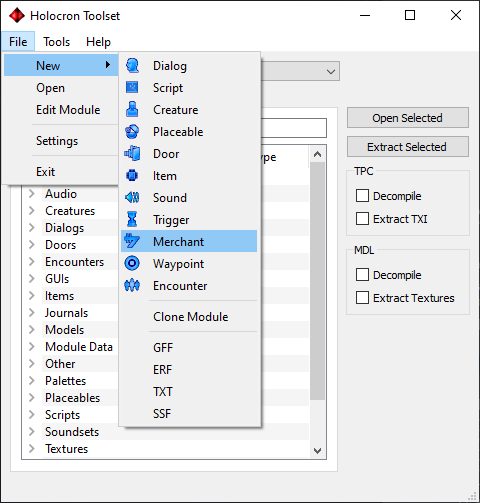 Holocron Toolset
File Tools Help
New
Open
Edit Module
Settings
Exit
Dialog
Script
Creature
Placeable
Door
Item
Sound
Trigger
Merchant
Waypoint
Encounter
Clone Module
GFF
ERF
TXT
SSF
ype
Audio
Creatures
Dialogs
Doors
Encounters
GUIs
Items
Journals
Models
Module Data
Other
Palettes
Placeables
Scripts
Soundsets
Textures
Open Selected
Extract Selected
TPC
Decompile
Extract TXI
MDL
Decompile
Extract Textures